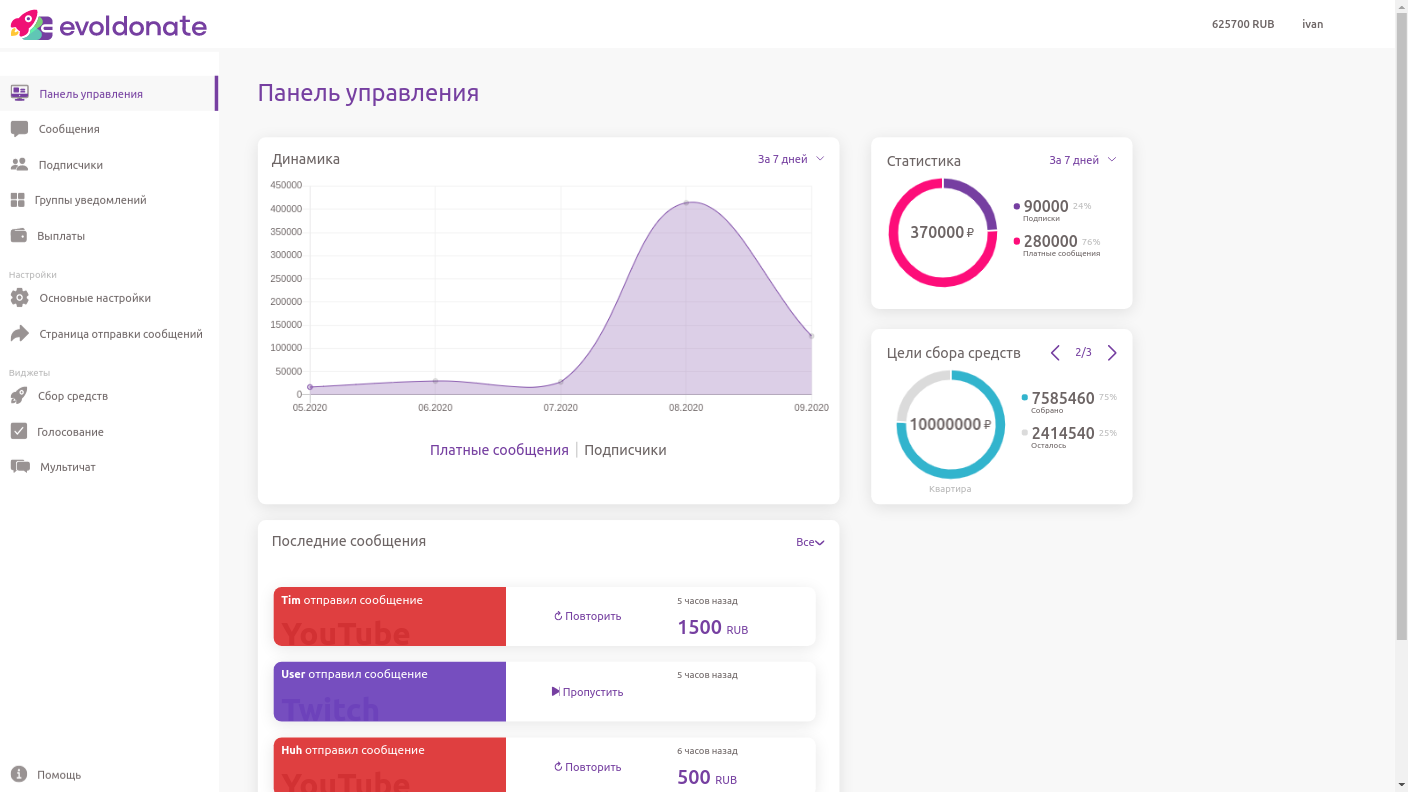 evoldonate
625700 RUB
ivan
Панель управления
Сообщения
Подписчики
Группы уведомлений
Выплаты
Настройки
Основные настройки
Страница отправки сообщений
Виджеты
Сбор средств
Голосование
Мультичат
Помощь
Панель управления
Динамика
За 7 дней
450000
400000
350000
300000
250000
200000
150000
100000
50000
0
05.2020
06.2020
07.2020
08.2020
09.2020
Платные сообщения
Подписчики
Статистика
За 7 дней
370000 ₽
90000 24%
Подписки
280000 76%
Платные сообщения
Цели сбора средств
2/3
10000000 ₽
7585460 75%
Собрано
2414540 25%
Осталось
Квартира
Последние сообщения
Все
Tim отправил сообщение
YouTube
Повторить
5 часов назад
1500 RUB
User отправил сообщение
Twitch
Пропустить
5 часов назад
Huh отправил сообщение
YouTube
Повторить
6 часов назад
500 RUB